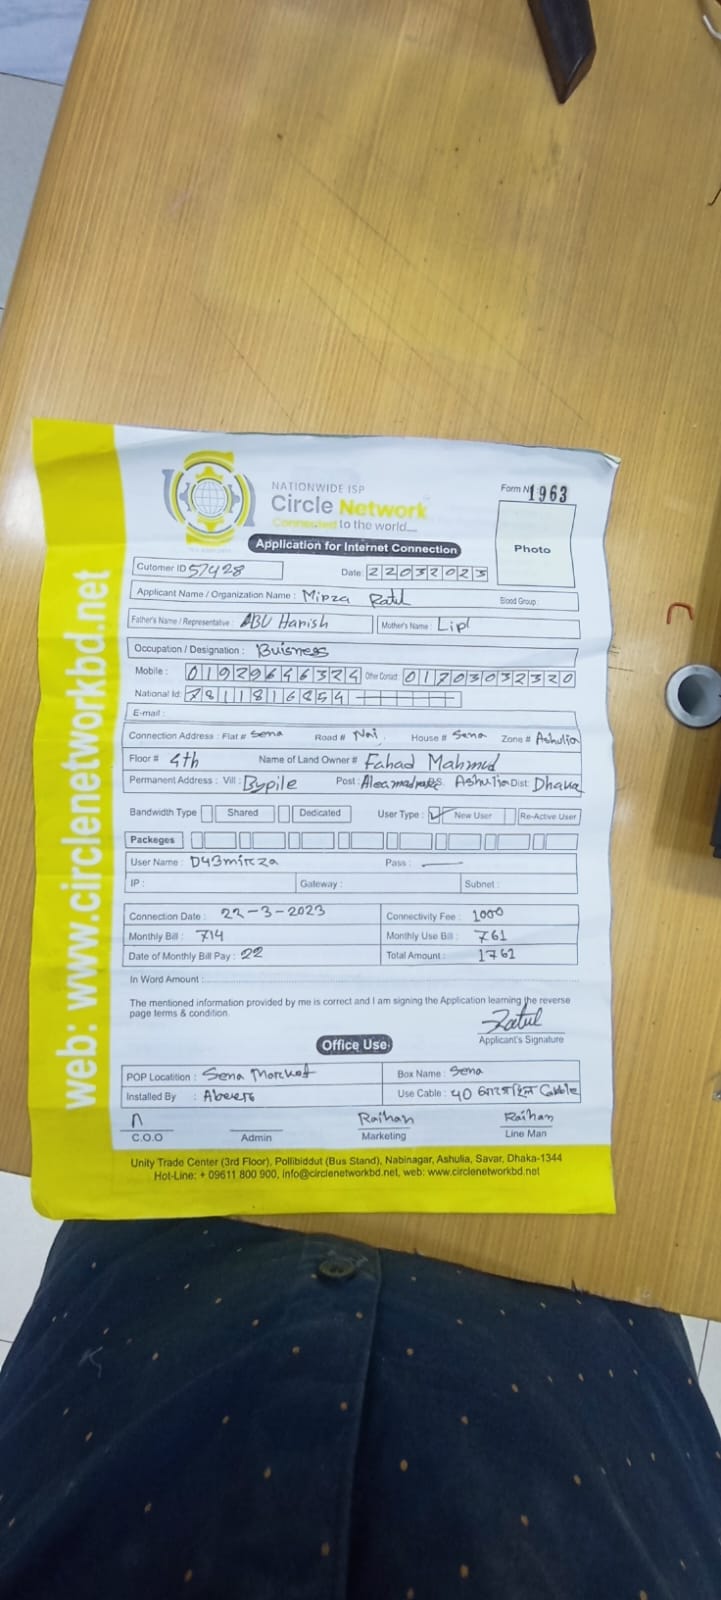 web: www.circlenetworkbd.net
NATIONWIDE ISP
Circle Network
Connected to the world...
Form N 1963
Photo
Application for Internet Connection
Cutomer ID 57428 Date: 22032023
Applicant Name / Organization Name : Mirza Ratul Blood Group :
Father's Name / Representative : ABU Harish Mother's Name : Lipi
Occupation / Designation : Buisness
Mobile : 01929646324 Other Contact 01703032320
National Id: 7811816854
E-mail :
Connection Address : Flat # Sena Road # Nai House # Sena Zone # Ashulia
Floor # 4th Name of Land Owner # Fahad Mahmud
Permanent Address : Vill : Bypile Post : P.S. Ashulia Dist: Dhaka
Bandwidth Type Shared Dedicated User Type : ✓ New User Re-Active User
Packeges
User Name : D43mirza Pass : —
IP : Gateway : Subnet :
Connection Date : 22-3-2023 Connectivity Fee : 1000
Monthly Bill : 714 Monthly Use Bill : 761
Date of Monthly Bill Pay : 22 Total Amount : 1761
In Word Amount :
The mentioned information provided by me is correct and I am signing the Application learning the reverse
page terms & condition.
Ratul
Applicant's Signature
Office Use
POP Locatition : Sena Market Box Name : Sena
Installed By : Use Cable : 40 Cable
Raihan Raihan
C.O.O Admin Marketing Line Man
Unity Trade Center (3rd Floor), Pollibiddut (Bus Stand), Nabinagar, Ashulia, Savar, Dhaka-1344
Hot-Line: + 09611 800 900, info@circlenetworkbd.net, web: www.circlenetworkbd.net